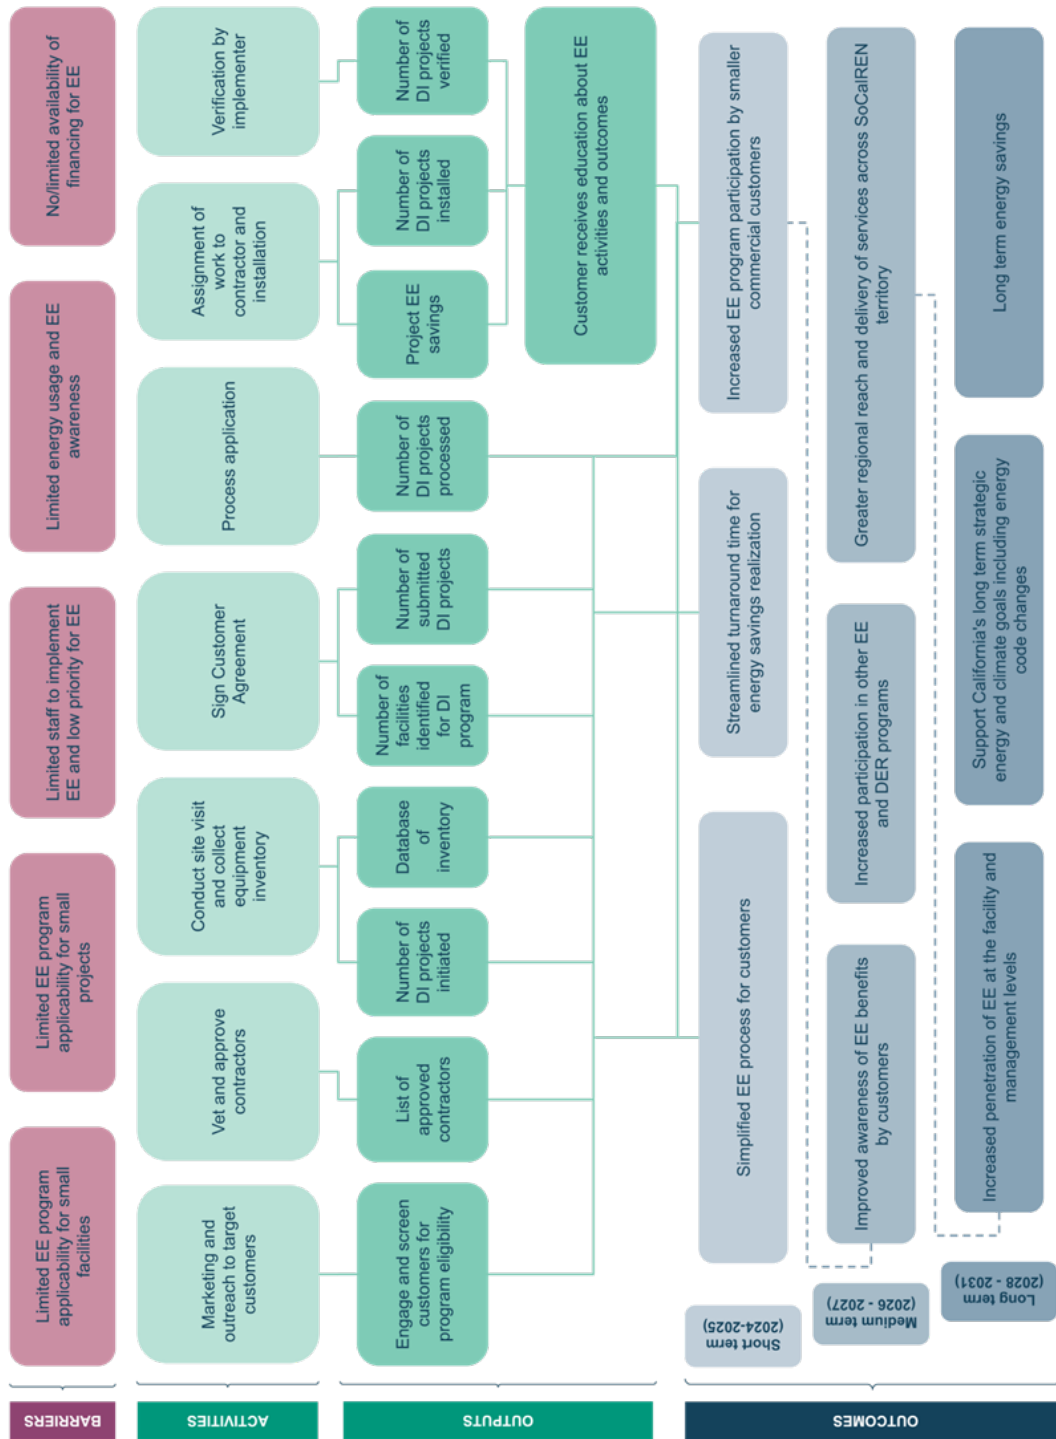 BARRIERS
Limited EE program
applicability for small
facilities
Limited EE program
applicability for small
projects
Limited staff to implement
EE and low priority for EE
Limited energy usage and EE
awareness
No/limited availability of
financing for EE
ACTIVITIES
Marketing and
outreach to target
customers
Vet and approve
contractors
Conduct site visit
and collect
equipment
inventory
Sign Customer
Agreement
Process application
Assignment of
work to
contractor and
installation
Verification by
implementer
OUTPUTS
Engage and screen
customers for
program eligibility
List of
approved
contractors
Number of
DI projects
initiated
Database
of
inventory
Number of
facilities
identified
for DI
program
Number of
submitted
DI projects
Number of
DI projects
processed
Project EE
savings
Number of
DI projects
installed
Number of
DI projects
verified
Customer receives education about EE
activities and outcomes
OUTCOMES
Short term
(2024-2025)
Simplified EE process for customers
Streamlined turnaround time for
energy savings realization
Increased EE program participation by smaller
commercial customers
Medium term
(2026 - 2027)
Improved awareness of EE benefits
by customers
Increased participation in other EE
and DER programs
Greater regional reach and delivery of services across SoCalREN
territory
Long term
(2028 - 2031)
Increased penetration of EE at the facility and
management levels
Support California's long term strategic
energy and climate goals including energy
code changes
Long term energy savings